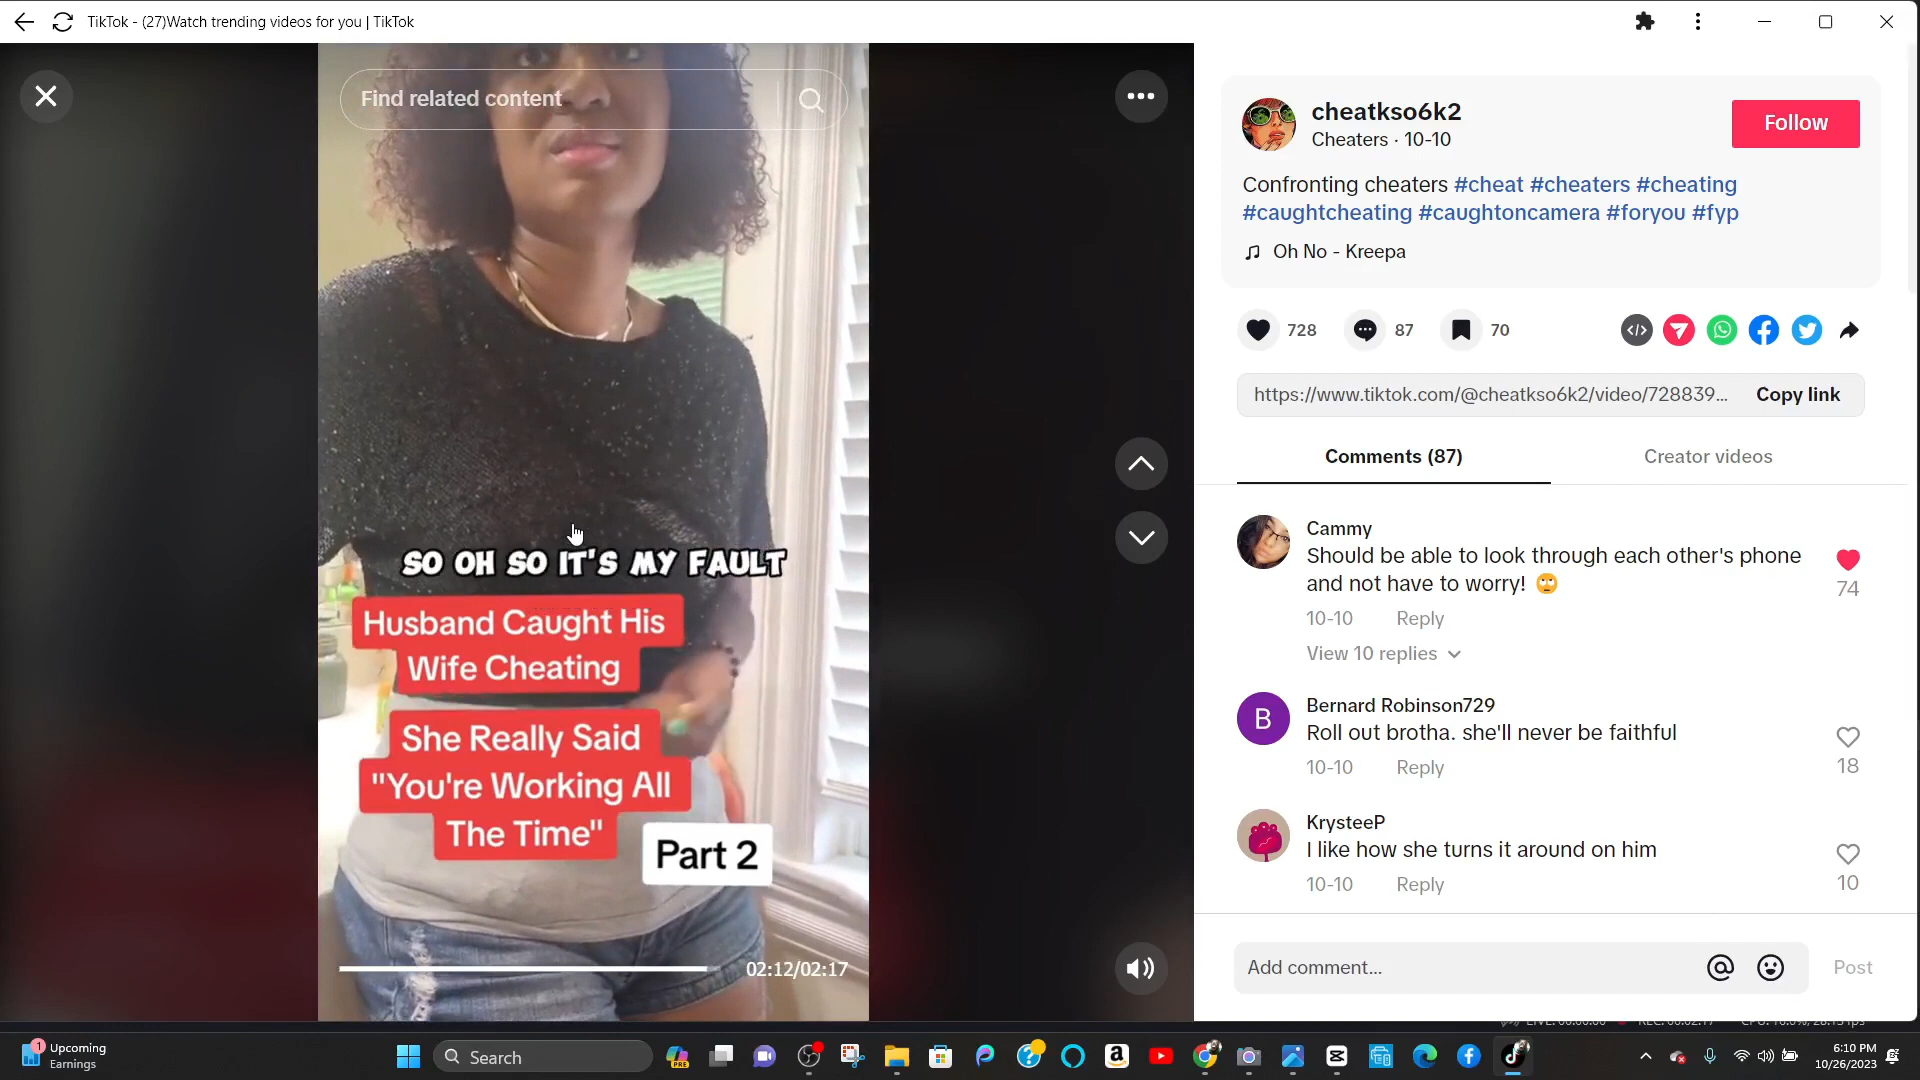 TikTok - (27)Watch trending videos for you | TikTok
Find related content
SO OH SO IT'S MY FAULT
Husband Caught His
Wife Cheating
She Really Said
"You're Working All
The Time"
Part 2
02:12/02:17
cheatkso6k2
Cheaters · 10-10
Follow
Confronting cheaters #cheat #cheaters #cheating
#caughtcheating #caughtoncamera #foryou #fyp
Oh No - Kreepa
728
87
70
https://www.tiktok.com/@cheatkso6k2/video/728839...
Copy link
Comments (87)
Creator videos
Cammy
Should be able to look through each other's phone
and not have to worry! 🙄
74
10-10 Reply
View 10 replies
B
Bernard Robinson729
Roll out brotha. she'll never be faithful
10-10 Reply
18
KrysteeP
I like how she turns it around on him
10-10 Reply
10
Add comment...
Post
1
Upcoming
Earnings
Search
PRE
6:10 PM
10/26/2023